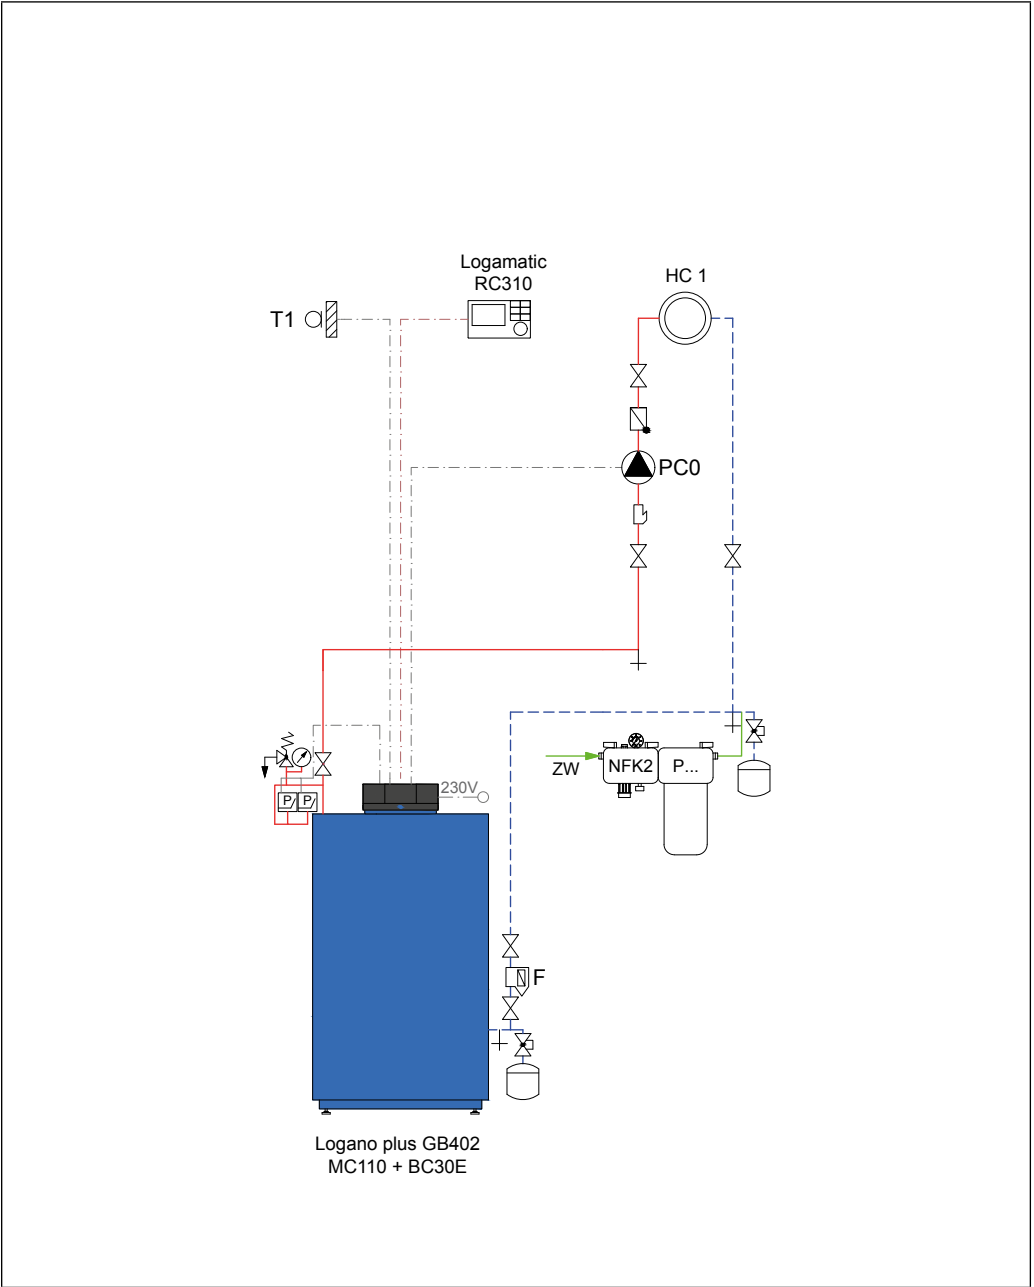 Logamatic
RC310
HC 1
T1
PC0
ZW
NFK2
P...
230V
P
P
F
Logano plus GB402
MC110 + BC30E